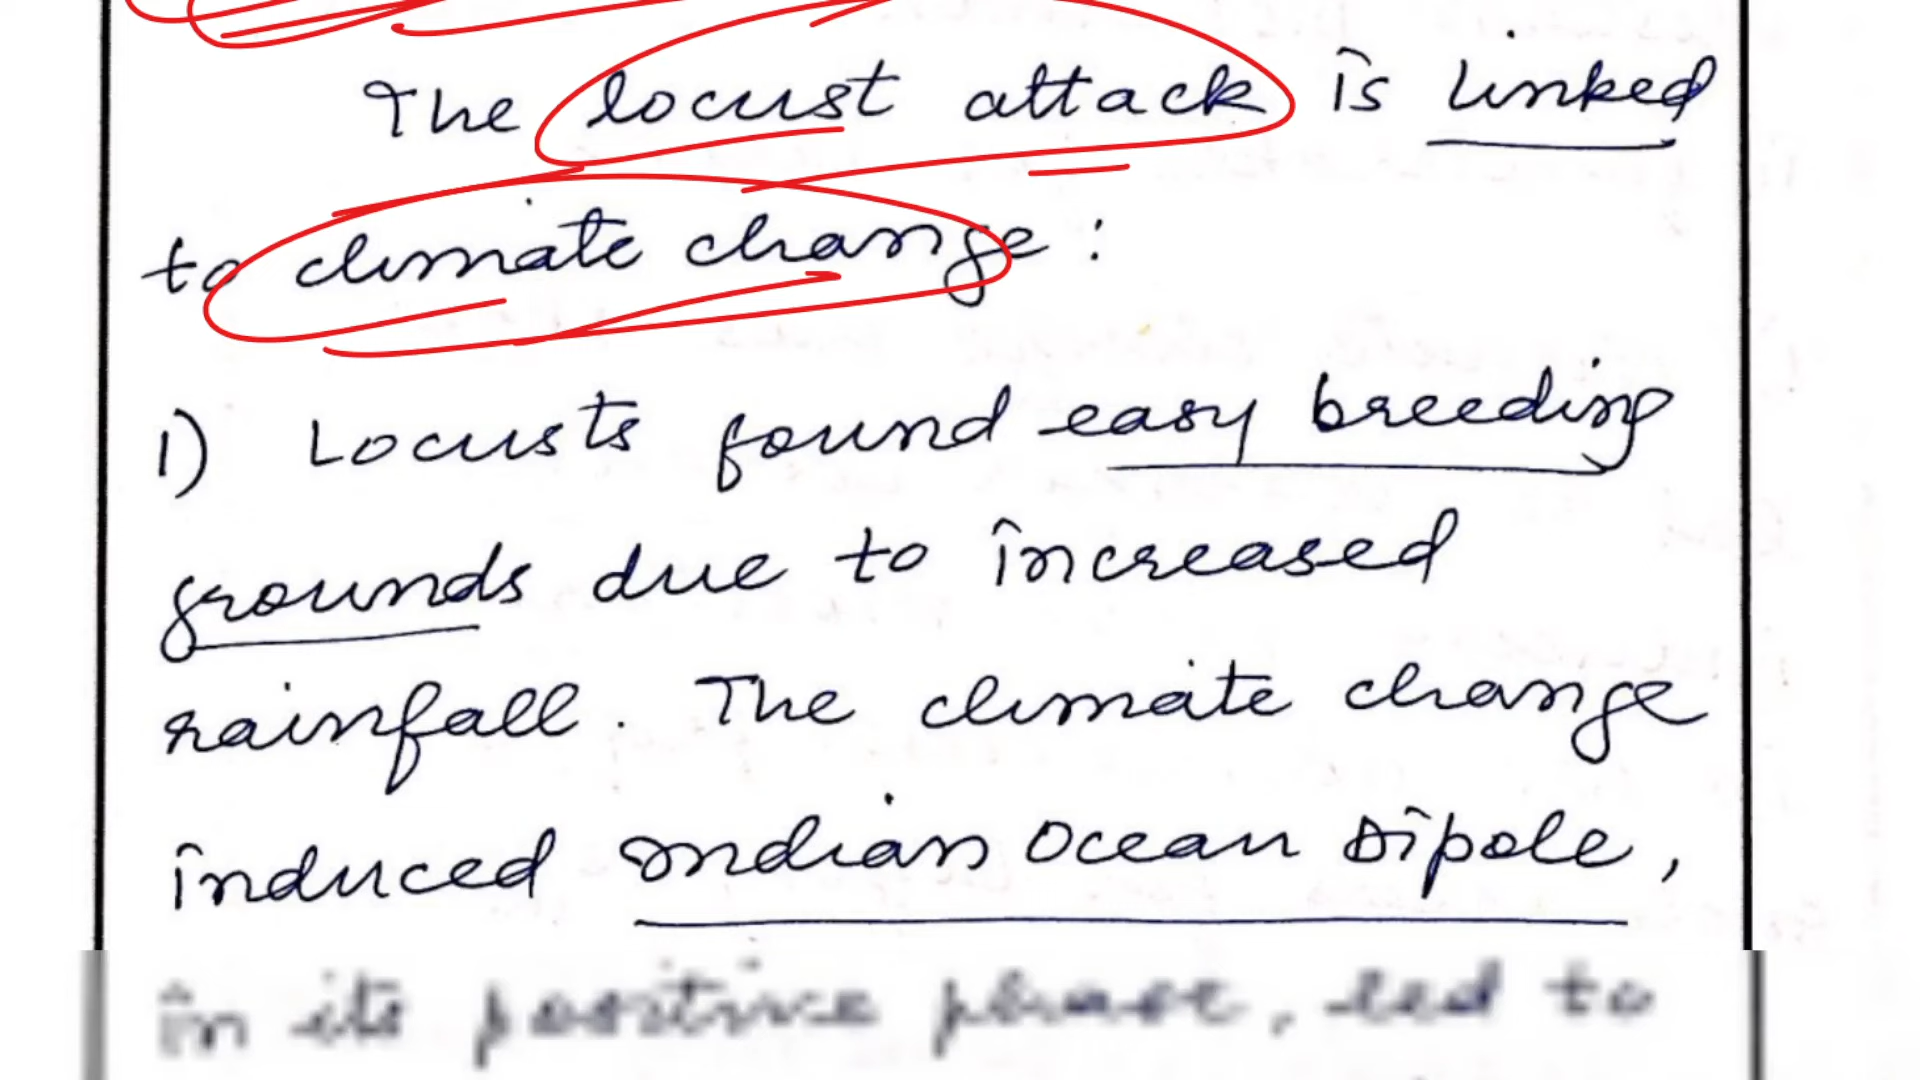 The locust attack is linked
to climate change :
1) Locusts found easy breeding
grounds due to increased
rainfall. The climate change
induced Indian Ocean Dipole,
in its positive phase, led to